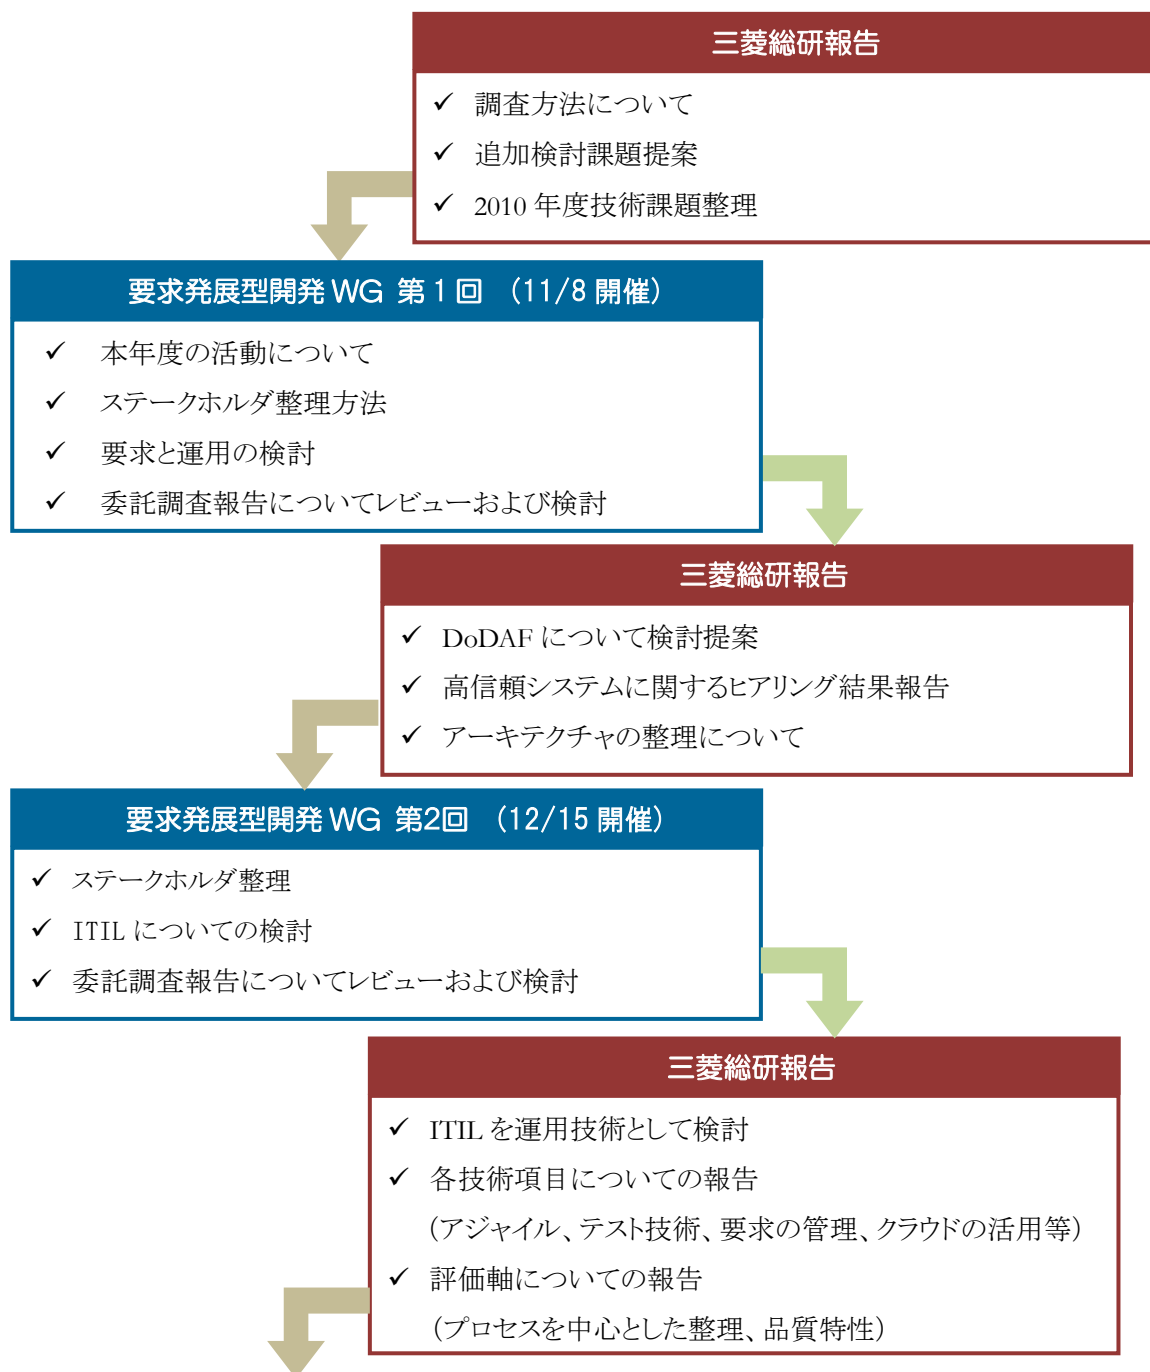 三菱総研報告
✓ 調査方法について
✓ 追加検討課題提案
✓ 2010 年度技術課題整理
要求発展型開発 WG 第 1 回 （11/8 開催）
✓ 本年度の活動について
✓ ステークホルダ整理方法
✓ 要求と運用の検討
✓ 委託調査報告についてレビューおよび検討
三菱総研報告
✓ DoDAF について検討提案
✓ 高信頼システムに関するヒアリング結果報告
✓ アーキテクチャの整理について
要求発展型開発 WG 第2回 （12/15 開催）
✓ ステークホルダ整理
✓ ITIL についての検討
✓ 委託調査報告についてレビューおよび検討
三菱総研報告
✓ ITIL を運用技術として検討
✓ 各技術項目についての報告
（アジャイル、テスト技術、要求の管理、クラウドの活用等）
✓ 評価軸についての報告
（プロセスを中心とした整理、品質特性）